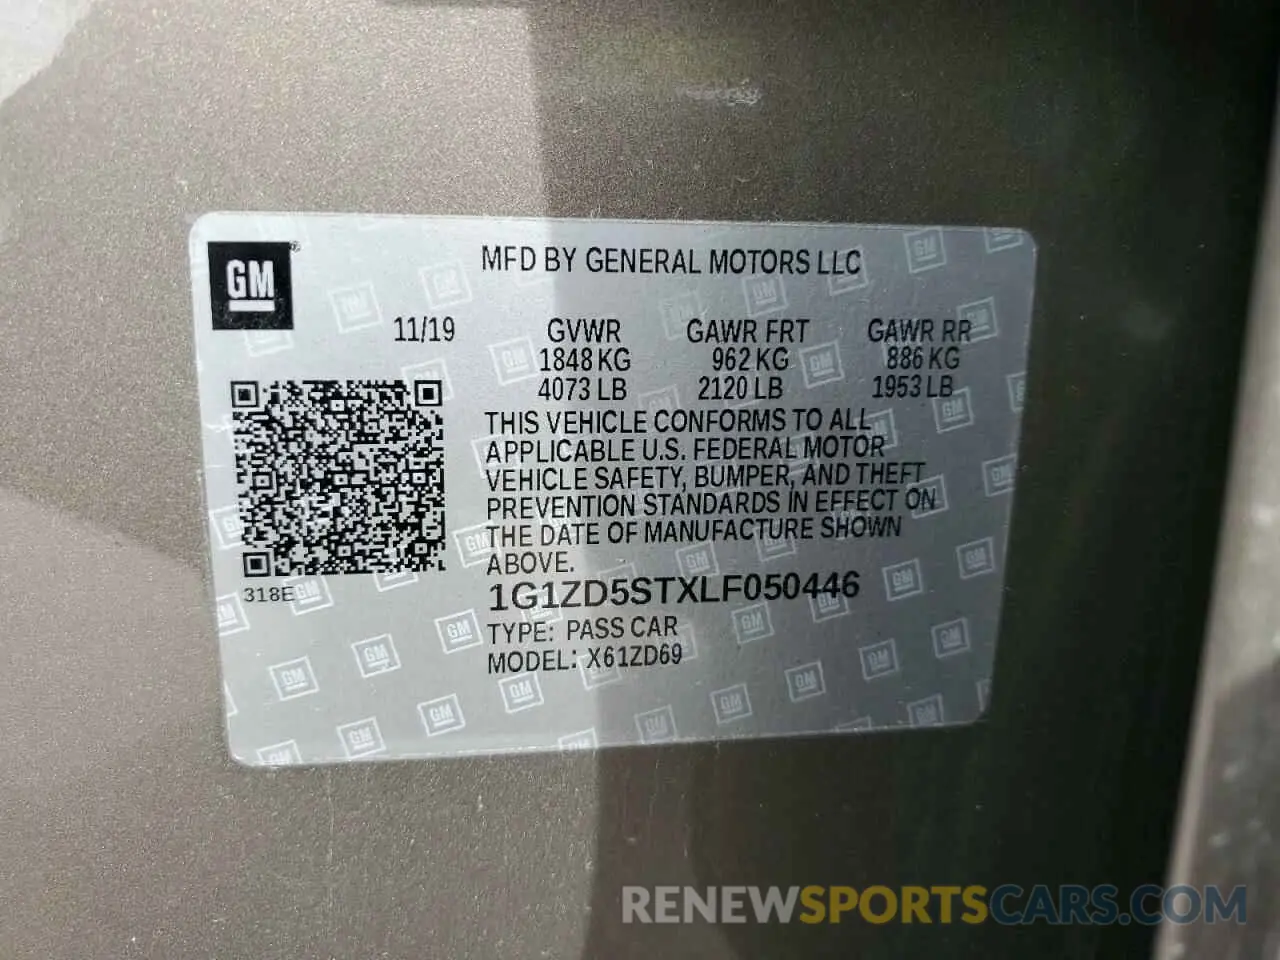 GM®
MFD BY GENERAL MOTORS LLC
11/19 GVWR GAWR FRT GAWR RR
1848 KG 962 KG 886 KG
4073 LB 2120 LB 1953 LB
THIS VEHICLE CONFORMS TO ALL
APPLICABLE U.S. FEDERAL MOTOR
VEHICLE SAFETY, BUMPER, AND THEFT
PREVENTION STANDARDS IN EFFECT ON
THE DATE OF MANUFACTURE SHOWN
ABOVE.
318E
1G1ZD5STXLF050446
TYPE: PASS CAR
MODEL: X61ZD69
RENEWSPORTSCARS.COM